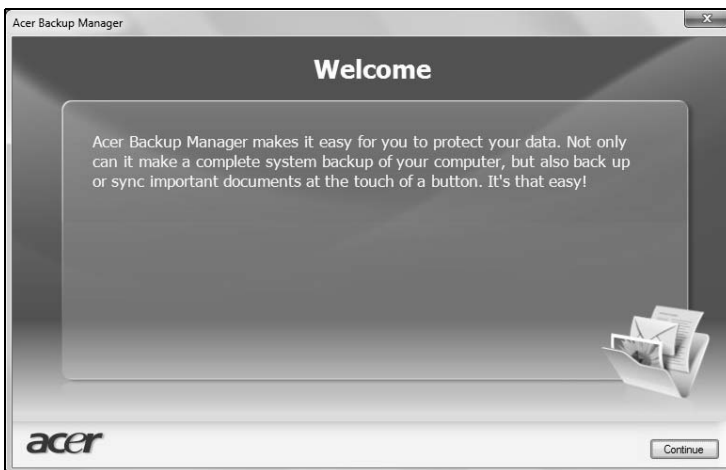 Acer Backup Manager
x
Welcome
Acer Backup Manager makes it easy for you to protect your data. Not only
can it make a complete system backup of your computer, but also back up
or sync important documents at the touch of a button. It's that easy!
acer
Continue